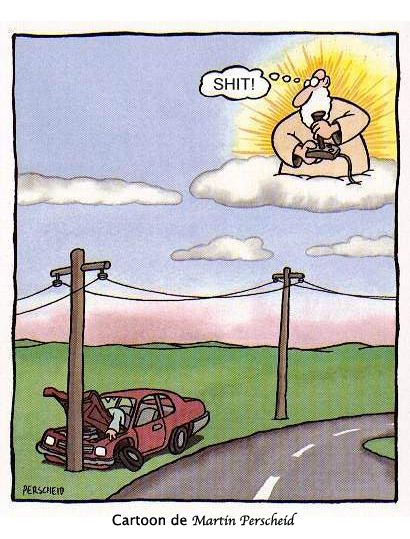 SHIT!
PERSCHEID
Cartoon de Martin Perscheid